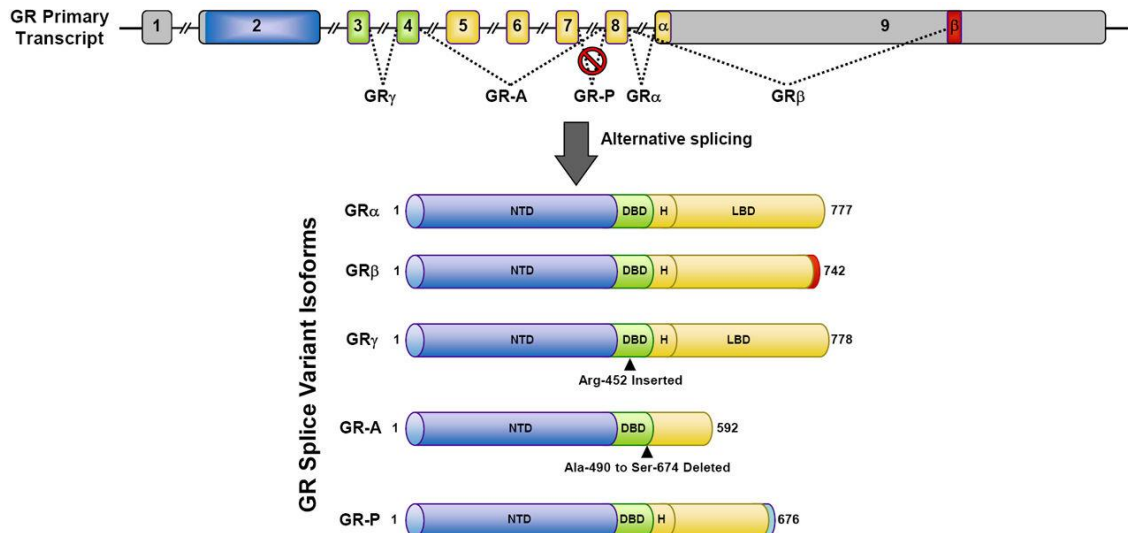 GR Primary
Transcript
1 2 3 4 5 6 7 8 α 9 β
GRγ GR-A GR-P GRα GRβ
Alternative splicing
GR Splice Variant Isoforms
GRα 1 NTD DBD H LBD 777
GRβ 1 NTD DBD H 742
GRγ 1 NTD DBD H LBD 778
Arg-452 Inserted
GR-A 1 NTD DBD 592
Ala-490 to Ser-674 Deleted
GR-P 1 NTD DBD H 676